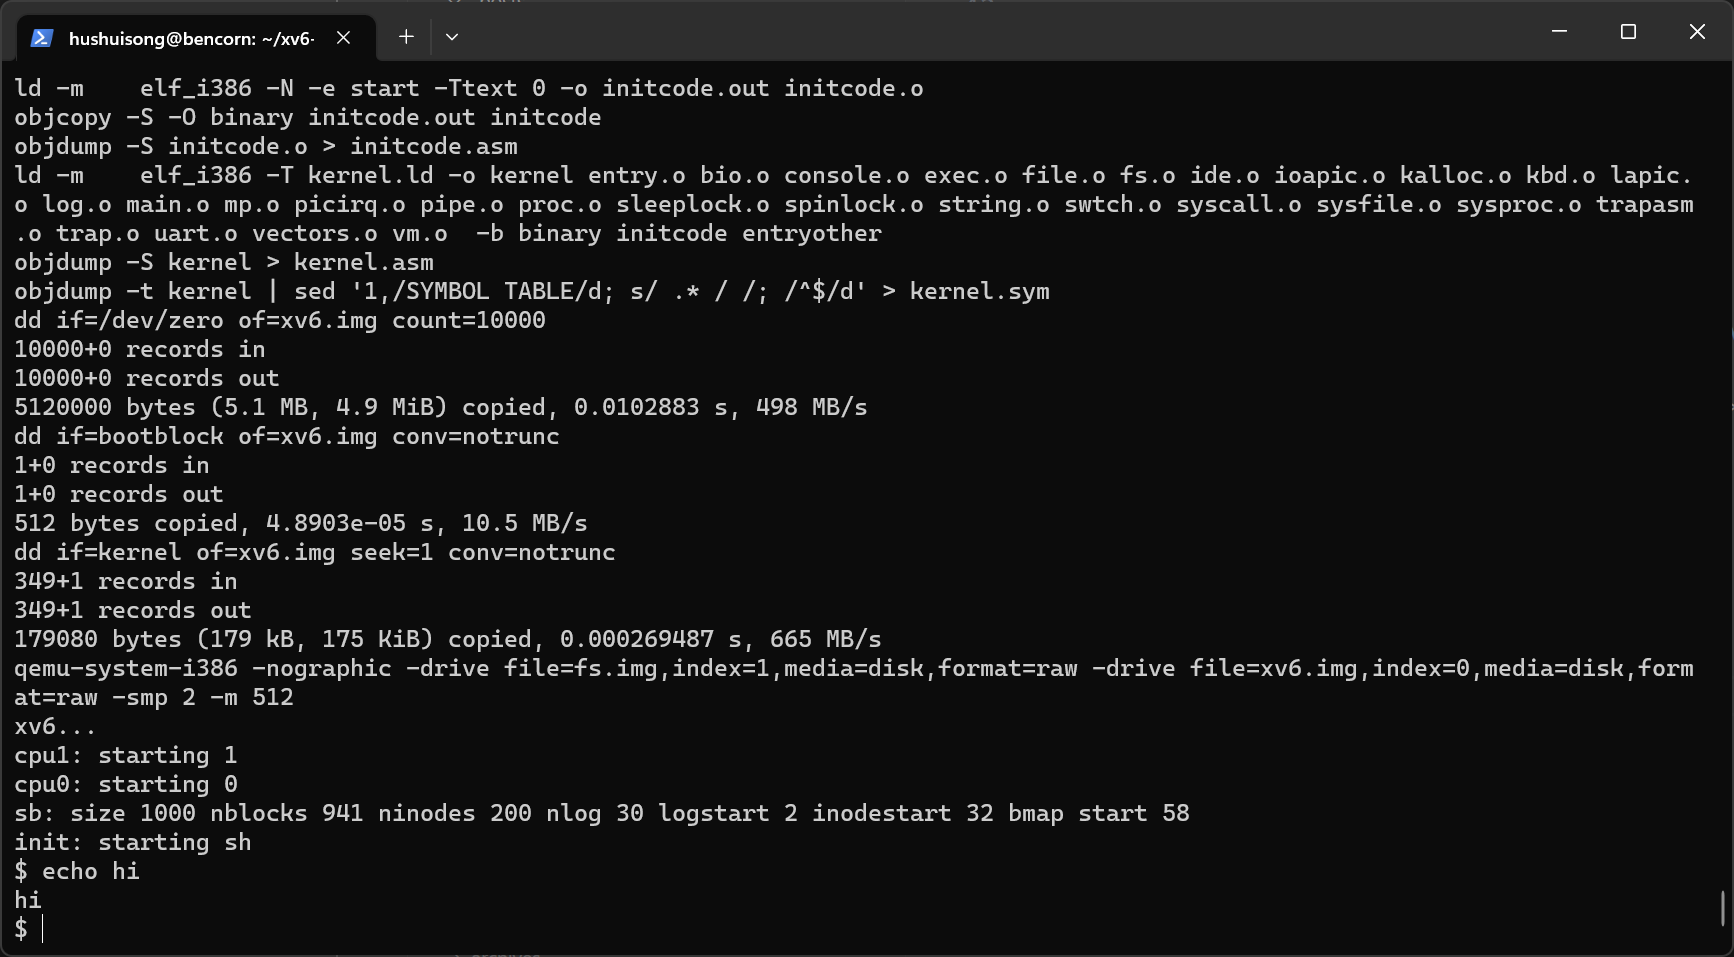 hushuisong@bencorn: ~/xv6-
ld -m    elf_i386 -N -e start -Ttext 0 -o initcode.out initcode.o
objcopy -S -O binary initcode.out initcode
objdump -S initcode.o > initcode.asm
ld -m    elf_i386 -T kernel.ld -o kernel entry.o bio.o console.o exec.o file.o fs.o ide.o ioapic.o kalloc.o kbd.o lapic.
o log.o main.o mp.o picirq.o pipe.o proc.o sleeplock.o spinlock.o string.o swtch.o syscall.o sysfile.o sysproc.o trapasm
.o trap.o uart.o vectors.o vm.o  -b binary initcode entryother
objdump -S kernel > kernel.asm
objdump -t kernel | sed '1,/SYMBOL TABLE/d; s/ .* / /; /^$/d' > kernel.sym
dd if=/dev/zero of=xv6.img count=10000
10000+0 records in
10000+0 records out
5120000 bytes (5.1 MB, 4.9 MiB) copied, 0.0102883 s, 498 MB/s
dd if=bootblock of=xv6.img conv=notrunc
1+0 records in
1+0 records out
512 bytes copied, 4.8903e-05 s, 10.5 MB/s
dd if=kernel of=xv6.img seek=1 conv=notrunc
349+1 records in
349+1 records out
179080 bytes (179 kB, 175 KiB) copied, 0.000269487 s, 665 MB/s
qemu-system-i386 -nographic -drive file=fs.img,index=1,media=disk,format=raw -drive file=xv6.img,index=0,media=disk,form
at=raw -smp 2 -m 512
xv6...
cpu1: starting 1
cpu0: starting 0
sb: size 1000 nblocks 941 ninodes 200 nlog 30 logstart 2 inodestart 32 bmap start 58
init: starting sh
$ echo hi
hi
$